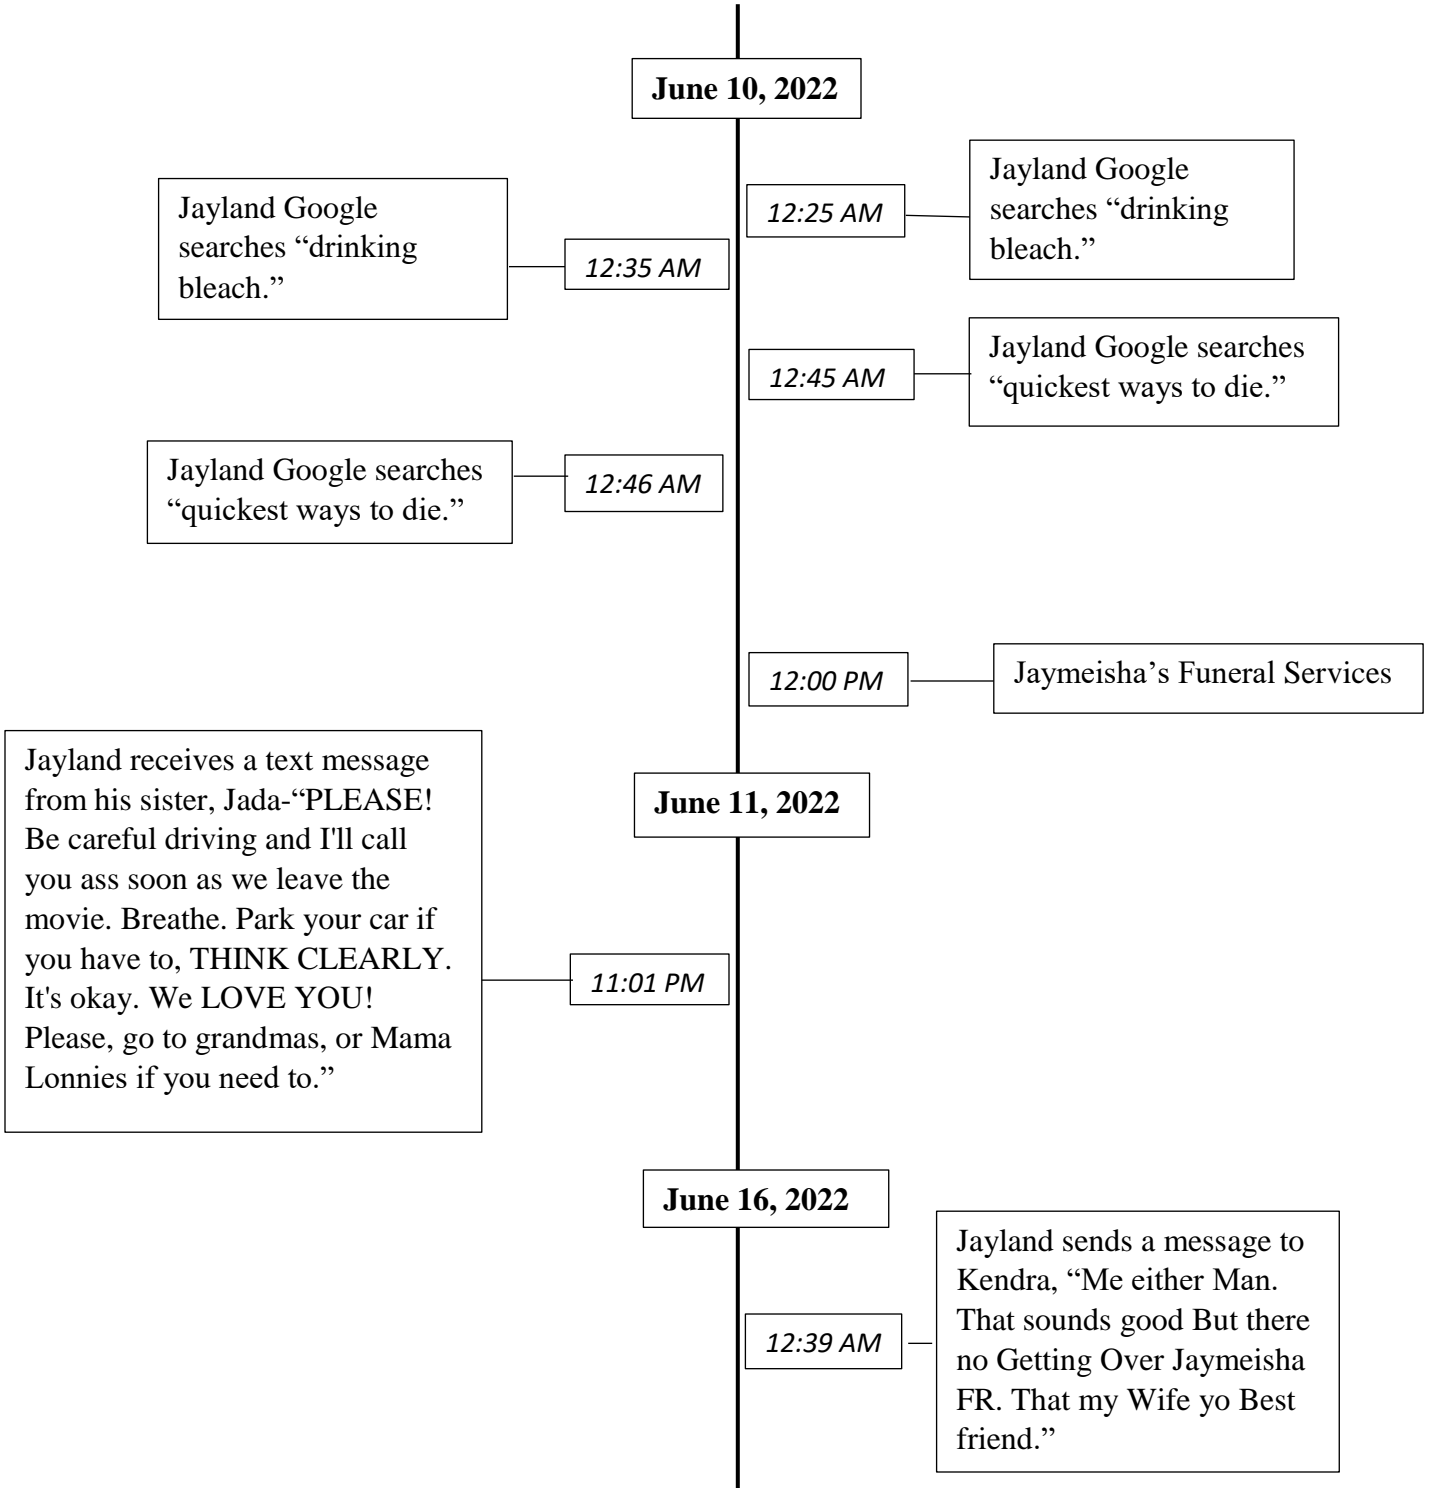 June 10, 2022
12:25 AM
Jayland Google
searches “drinking
bleach.”
12:35 AM
Jayland Google
searches “drinking
bleach.”
12:45 AM
Jayland Google searches
“quickest ways to die.”
12:46 AM
Jayland Google searches
“quickest ways to die.”
12:00 PM
Jaymeisha’s Funeral Services
June 11, 2022
11:01 PM
Jayland receives a text message
from his sister, Jada-“PLEASE!
Be careful driving and I'll call
you ass soon as we leave the
movie. Breathe. Park your car if
you have to, THINK CLEARLY.
It's okay. We LOVE YOU!
Please, go to grandmas, or Mama
Lonnies if you need to.”
June 16, 2022
12:39 AM
Jayland sends a message to
Kendra, “Me either Man.
That sounds good But there
no Getting Over Jaymeisha
FR. That my Wife yo Best
friend.”